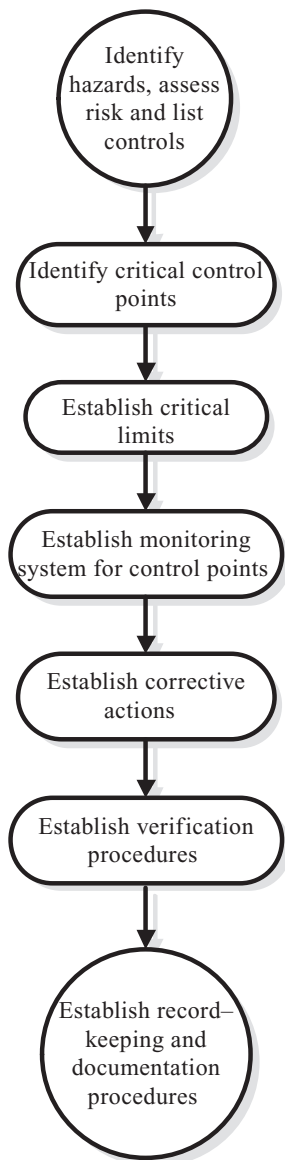 Identify
hazards, assess
risk and list
controls
Identify critical control
points
Establish critical
limits
Establish monitoring
system for control points
Establish corrective
actions
Establish verification
procedures
Establish record–
keeping and
documentation
procedures